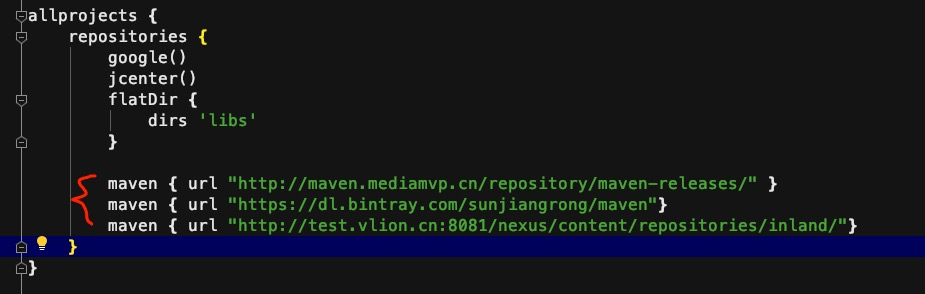 allprojects {
repositories {
google()
jcenter()
flatDir {
dirs 'libs'
}
maven { url "http://maven.mediamvp.cn/repository/maven-releases/" }
maven { url "https://dl.bintray.com/sunjiangrong/maven"}
maven { url "http://test.vlion.cn:8081/nexus/content/repositories/inland/"}
}
}